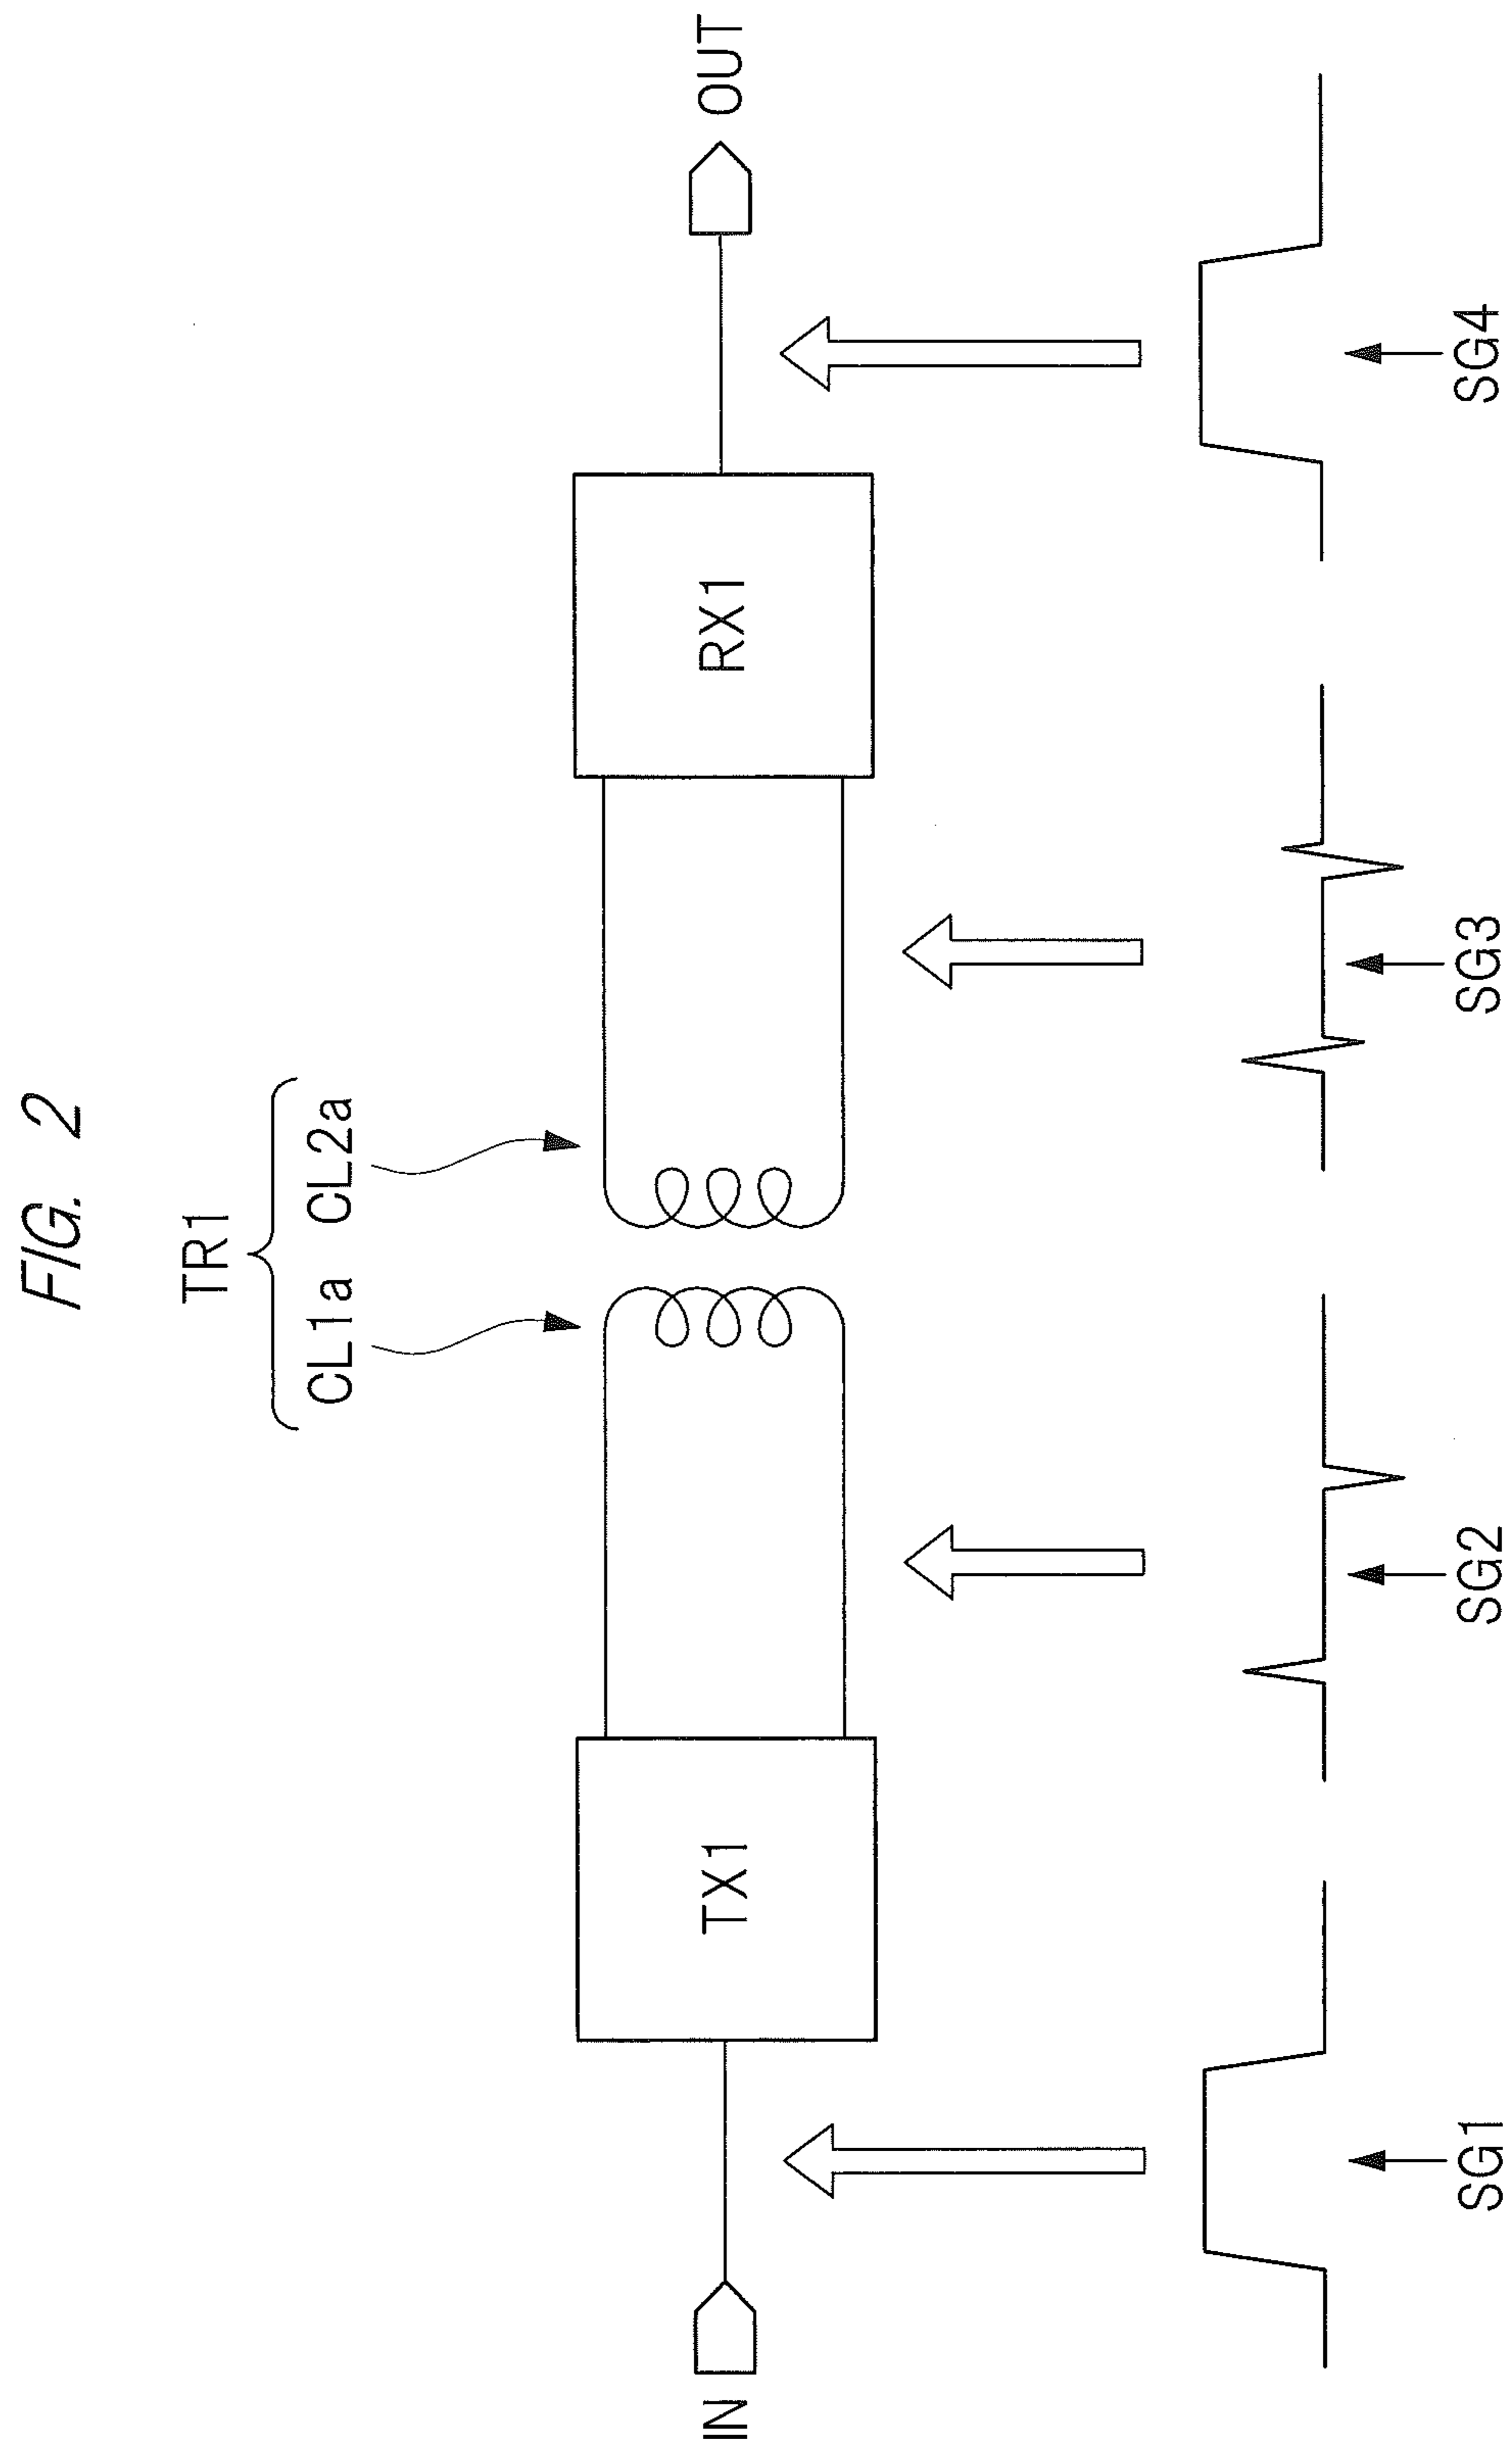 FIG. 2
TR1
CL1a CL2a
IN
TX1
RX1
OUT
SG1
SG2
SG3
SG4